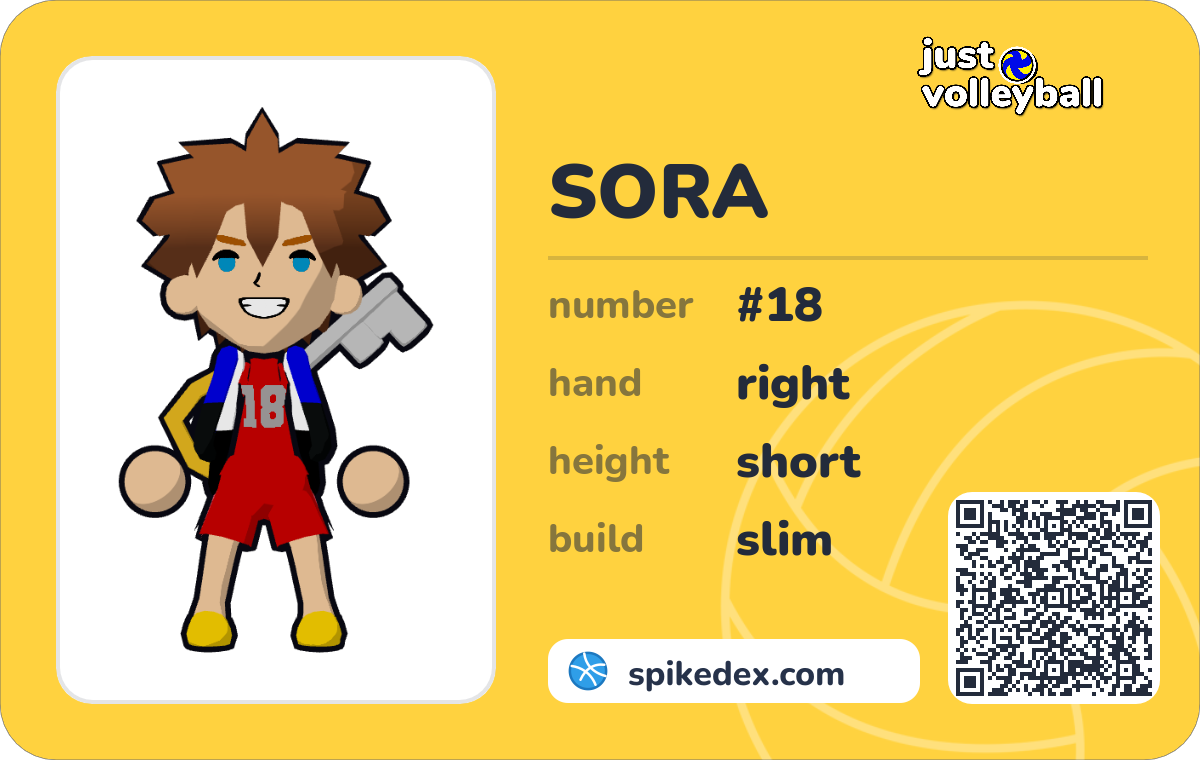 just
volleyball
SORA
number #18
hand right
height short
build slim
18
spikedex.com